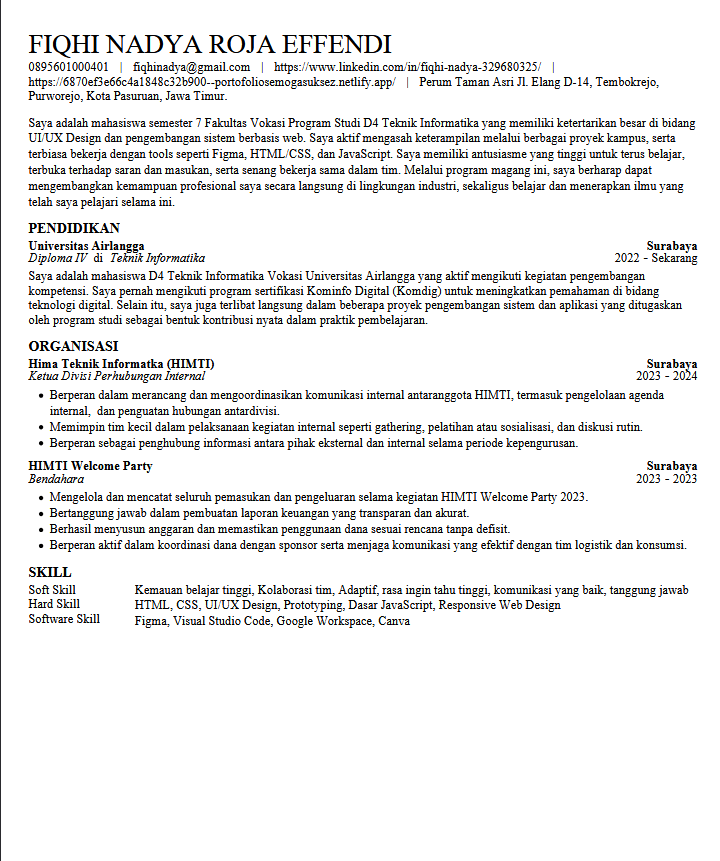 FIQHI NADYA ROJA EFFENDI
0895601000401 | fiqhinadya@gmail.com | https://www.linkedin.com/in/fiqhi-nadya-329680325/ |
https://6870ef3e66c4a1848c32b900--portofoliosemogasuksez.netlify.app/ | Perum Taman Asri Jl. Elang D-14, Tembokrejo,
Purworejo, Kota Pasuruan, Jawa Timur.
Saya adalah mahasiswa semester 7 Fakultas Vokasi Program Studi D4 Teknik Informatika yang memiliki ketertarikan besar di bidang
UI/UX Design dan pengembangan sistem berbasis web. Saya aktif mengasah keterampilan melalui berbagai proyek kampus, serta
terbiasa bekerja dengan tools seperti Figma, HTML/CSS, dan JavaScript. Saya memiliki antusiasme yang tinggi untuk terus belajar,
terbuka terhadap saran dan masukan, serta senang bekerja sama dalam tim. Melalui program magang ini, saya berharap dapat
mengembangkan kemampuan profesional saya secara langsung di lingkungan industri, sekaligus belajar dan menerapkan ilmu yang
telah saya pelajari selama ini.
PENDIDIKAN
Universitas Airlangga Surabaya
Diploma IV di Teknik Informatika 2022 - Sekarang
Saya adalah mahasiswa D4 Teknik Informatika Vokasi Universitas Airlangga yang aktif mengikuti kegiatan pengembangan
kompetensi. Saya pernah mengikuti program sertifikasi Kominfo Digital (Komdig) untuk meningkatkan pemahaman di bidang
teknologi digital. Selain itu, saya juga terlibat langsung dalam beberapa proyek pengembangan sistem dan aplikasi yang ditugaskan
oleh program studi sebagai bentuk kontribusi nyata dalam praktik pembelajaran.
ORGANISASI
Hima Teknik Informatka (HIMTI) Surabaya
Ketua Divisi Perhubungan Internal 2023 - 2024
• Berperan dalam merancang dan mengoordinasikan komunikasi internal antaranggota HIMTI, termasuk pengelolaan agenda
internal, dan penguatan hubungan antardivisi.
• Memimpin tim kecil dalam pelaksanaan kegiatan internal seperti gathering, pelatihan atau sosialisasi, dan diskusi rutin.
• Berperan sebagai penghubung informasi antara pihak eksternal dan internal selama periode kepengurusan.
HIMTI Welcome Party Surabaya
Bendahara 2023 - 2023
• Mengelola dan mencatat seluruh pemasukan dan pengeluaran selama kegiatan HIMTI Welcome Party 2023.
• Bertanggung jawab dalam pembuatan laporan keuangan yang transparan dan akurat.
• Berhasil menyusun anggaran dan memastikan penggunaan dana sesuai rencana tanpa defisit.
• Berperan aktif dalam koordinasi dana dengan sponsor serta menjaga komunikasi yang efektif dengan tim logistik dan konsumsi.
SKILL
Soft Skill Kemauan belajar tinggi, Kolaborasi tim, Adaptif, rasa ingin tahu tinggi, komunikasi yang baik, tanggung jawab
Hard Skill HTML, CSS, UI/UX Design, Prototyping, Dasar JavaScript, Responsive Web Design
Software Skill Figma, Visual Studio Code, Google Workspace, Canva